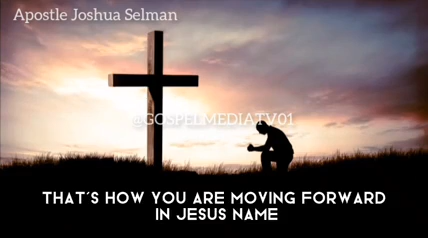 Apostle Joshua Selman
@GOSPELMEDIATV01
THAT'S HOW YOU ARE MOVING FORWARD
IN JESUS NAME